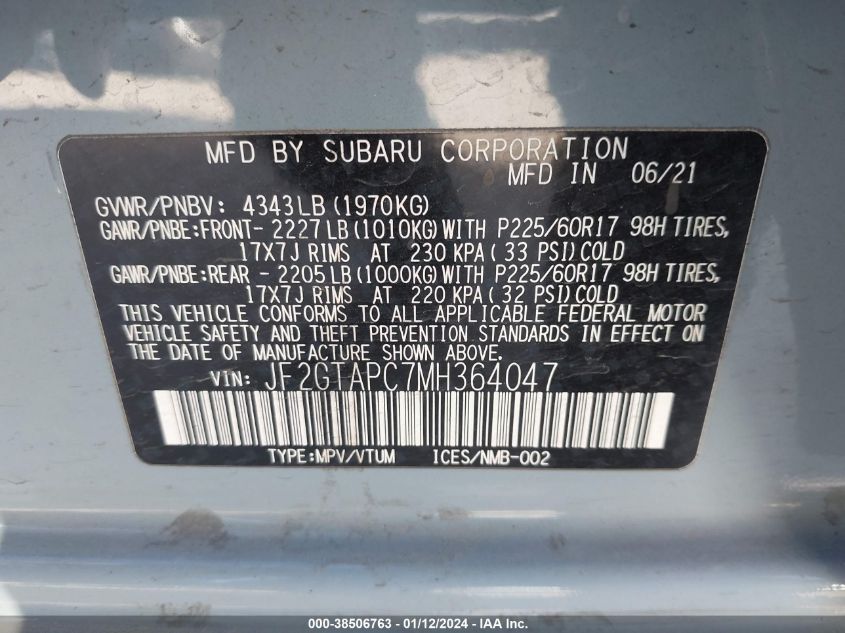 MFD BY SUBARU CORPORATION
MFD IN 06/21
GVWR/PNBV: 4343LB(1970KG)
GAWR/PNBE:FRONT- 2227LB(1010KG)WITH P225/60R17 98H TIRES,
17X7J RIMS AT 230 KPA( 33 PSI)COLD
GAWR/PNBE:REAR - 2205LB(1000KG)WITH P225/60R17 98H TIRES,
17X7J RIMS AT 220 KPA( 32 PSI)COLD
THIS VEHICLE CONFORMS TO ALL APPLICABLE FEDERAL MOTOR
VEHICLE SAFETY AND THEFT PREVENTION STANDARDS IN EFFECT ON
THE DATE OF MANUFACTURE SHOWN ABOVE.
VIN: JF2GTAPC7MH364047
TYPE:MPV/VTUM ICES/NMB-002
000-38506763 - 01/12/2024 - IAA Inc.